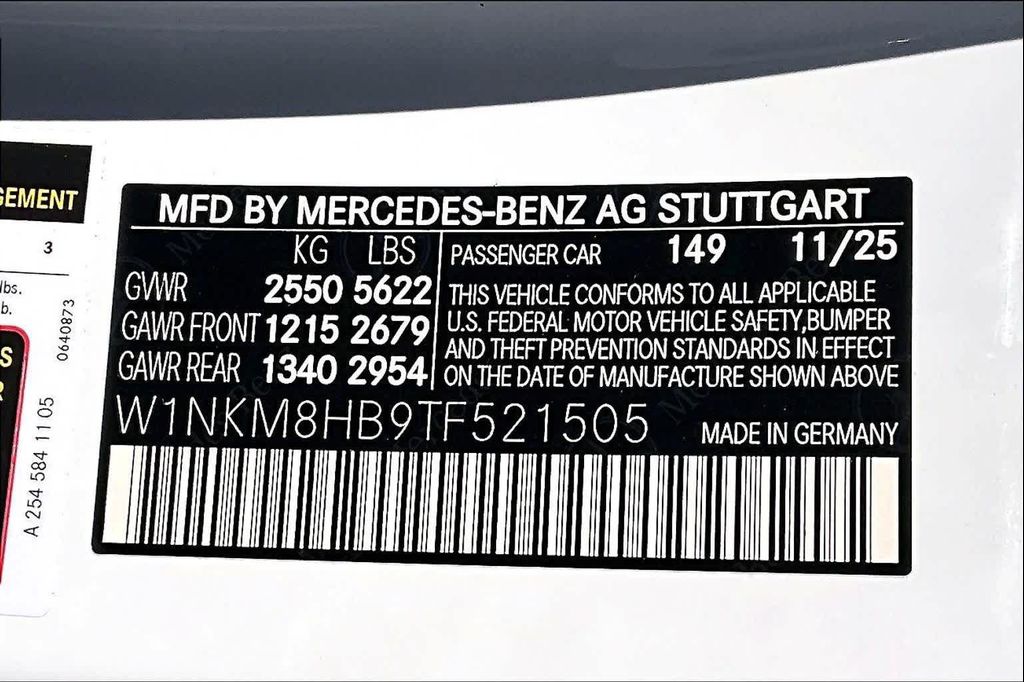 GEMENT
3
lbs.
b.
S
0640873
A 254 584 11 05
MFD BY MERCEDES-BENZ AG STUTTGART
KG LBS
GVWR 2550 5622
GAWR FRONT 1215 2679
GAWR REAR 1340 2954
PASSENGER CAR 149 11/25
THIS VEHICLE CONFORMS TO ALL APPLICABLE
U.S. FEDERAL MOTOR VEHICLE SAFETY,BUMPER
AND THEFT PREVENTION STANDARDS IN EFFECT
ON THE DATE OF MANUFACTURE SHOWN ABOVE
W1NKM8HB9TF521505
MADE IN GERMANY